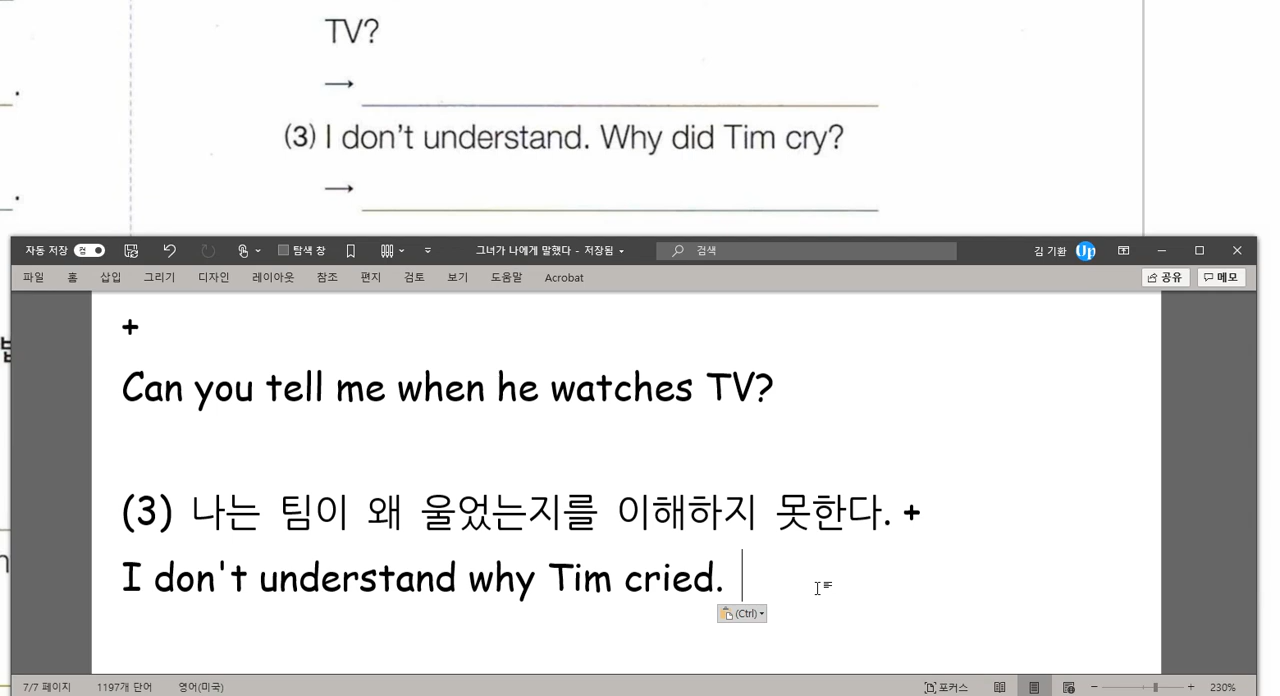 TV?
→
.
(3) I don't understand. Why did Tim cry?
→
.
자동 저장 컴 탐색 창 그녀가 나에게 말했다 - 저장됨 검색 김 기환 Up
파일 홈 삽입 그리기 디자인 레이아웃 참조 편지 검토 보기 도움말 Acrobat 공유 메모
+
Can you tell me when he watches TV?
(3) 나는 팀이 왜 울었는지를 이해하지 못한다. +
I don't understand why Tim cried.
(Ctrl)
7/7 페이지 1197개 단어 영어(미국) 포커스 - + 230%